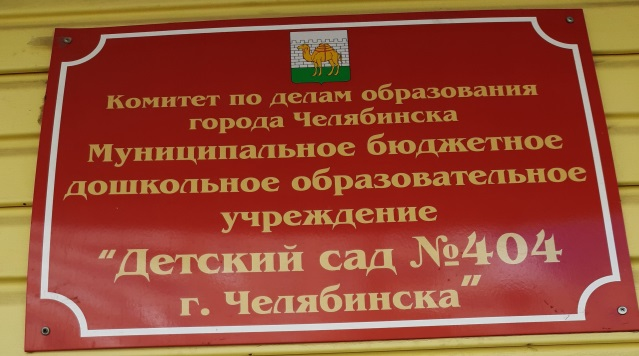 Комитет по делам образования
города Челябинска
Муниципальное бюджетное
дошкольное образовательное
учреждение
"Детский сад №404
г. Челябинска"